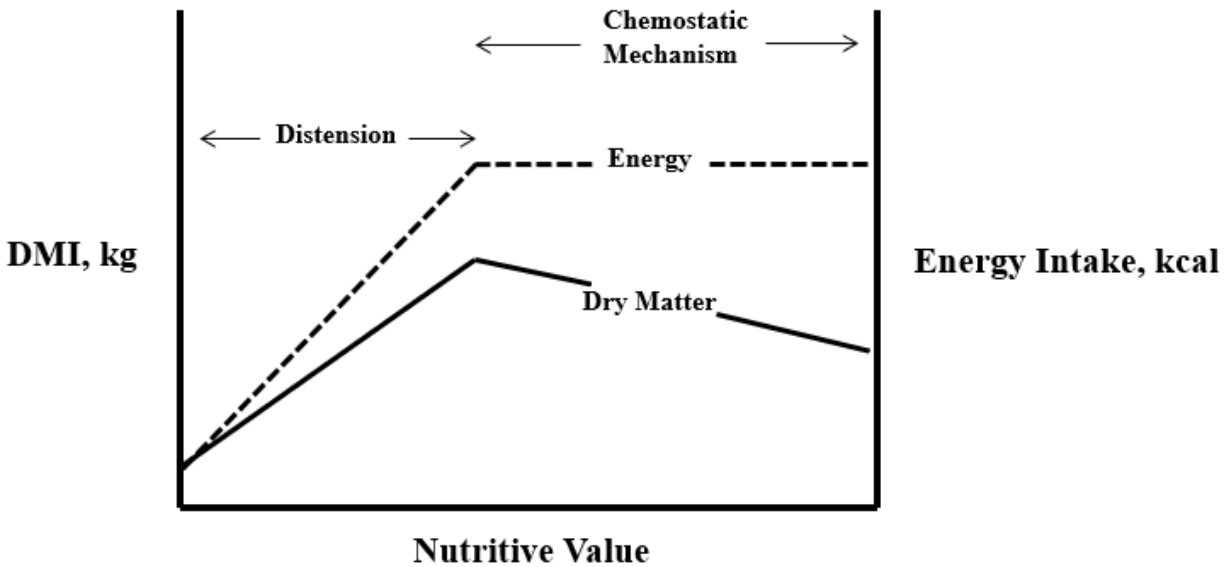 Chemostatic
Mechanism
Distension
Energy
DMI, kg
Energy Intake, kcal
Dry Matter
Nutritive Value